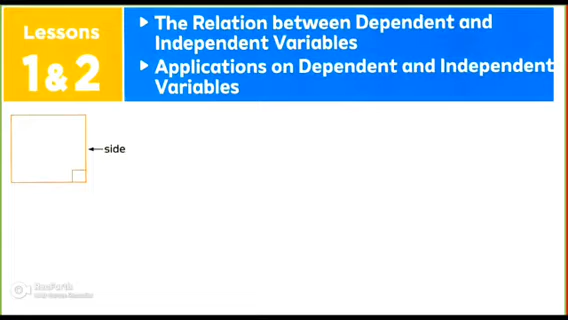 Lessons
1 & 2
The Relation between Dependent and
Independent Variables
Applications on Dependent and Independent
Variables
side